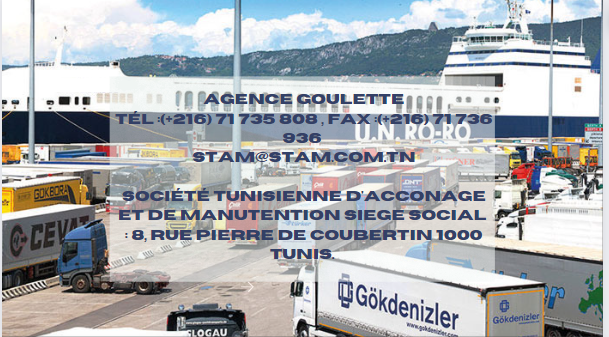 AGENCE GOULETTE
TÉL :(+216) 71 735 808 , FAX :(+216) 71 736
936
STAM@STAM.COM.TN
SOCIÉTÉ TUNISIENNE D'ACCONAGE
ET DE MANUTENTION SIEGE SOCIAL
: 8, RUE PIERRE DE COUBERTIN 1000
TUNIS.
U.N. RO-RO
GÖKBORA
CEVAT
Gökdenizler
www.gokdenizler.com
Gökdenizler
GLOGAU